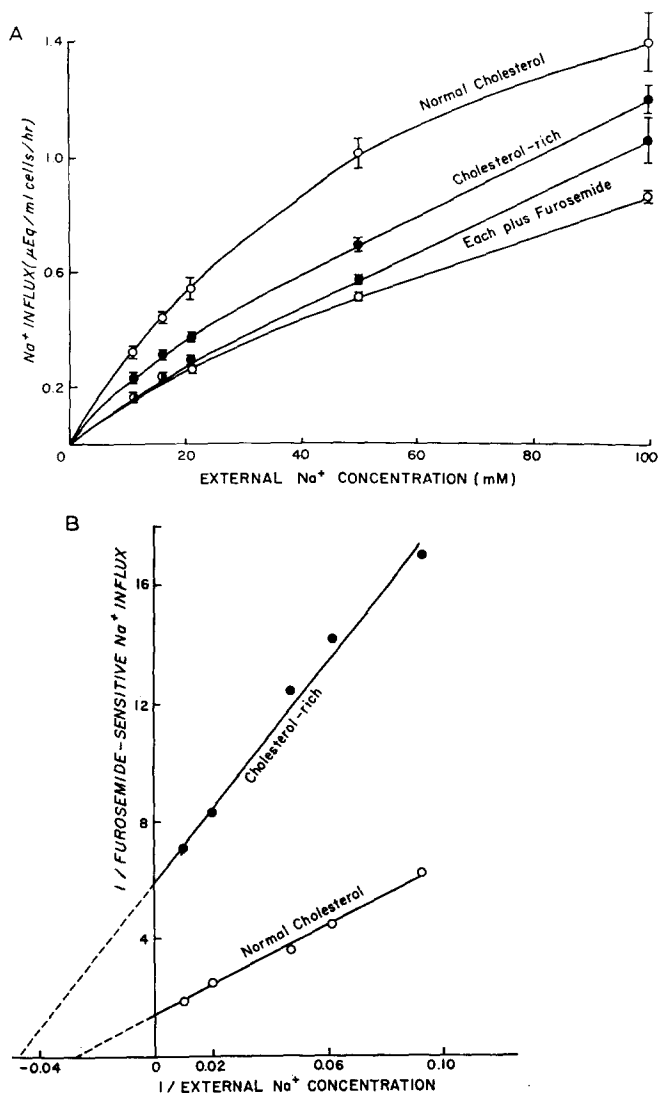 A
Na+ INFLUX (μEq/ml cells/hr)
1.4
1.0
0.6
0.2
Normal Cholesterol
Cholesterol-rich
Each plus Furosemide
0 20 40 60 80 100
EXTERNAL Na+ CONCENTRATION (mM)
B
1/FUROSEMIDE-SENSITIVE Na+ INFLUX
16
12
8
4
Cholesterol-rich
Normal Cholesterol
-0.04 0 0.02 0.06 0.10
1/ EXTERNAL Na+ CONCENTRATION